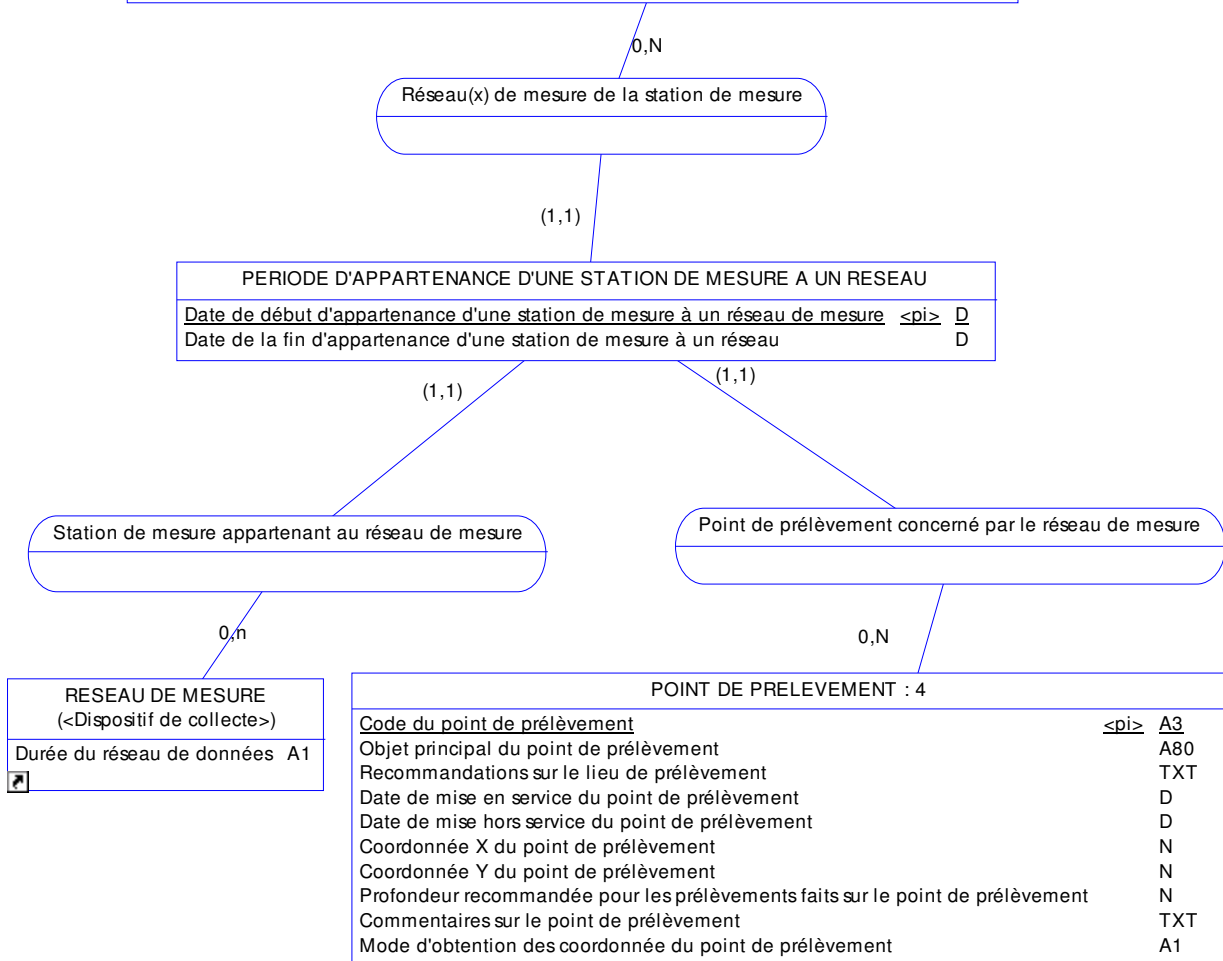 0,N
Réseau(x) de mesure de la station de mesure
(1,1)
PERIODE D'APPARTENANCE D'UNE STATION DE MESURE A UN RESEAU
Date de début d'appartenance d'une station de mesure à un réseau de mesure <pi> D
Date de la fin d'appartenance d'une station de mesure à un réseau D
(1,1)
(1,1)
Station de mesure appartenant au réseau de mesure
Point de prélèvement concerné par le réseau de mesure
0,n
0,N
RESEAU DE MESURE
(<Dispositif de collecte>)
Durée du réseau de données A1
POINT DE PRELEVEMENT : 4
Code du point de prélèvement <pi> A3
Objet principal du point de prélèvement A80
Recommandations sur le lieu de prélèvement TXT
Date de mise en service du point de prélèvement D
Date de mise hors service du point de prélèvement D
Coordonnée X du point de prélèvement N
Coordonnée Y du point de prélèvement N
Profondeur recommandée pour les prélèvements faits sur le point de prélèvement N
Commentaires sur le point de prélèvement TXT
Mode d'obtention des coordonnée du point de prélèvement A1